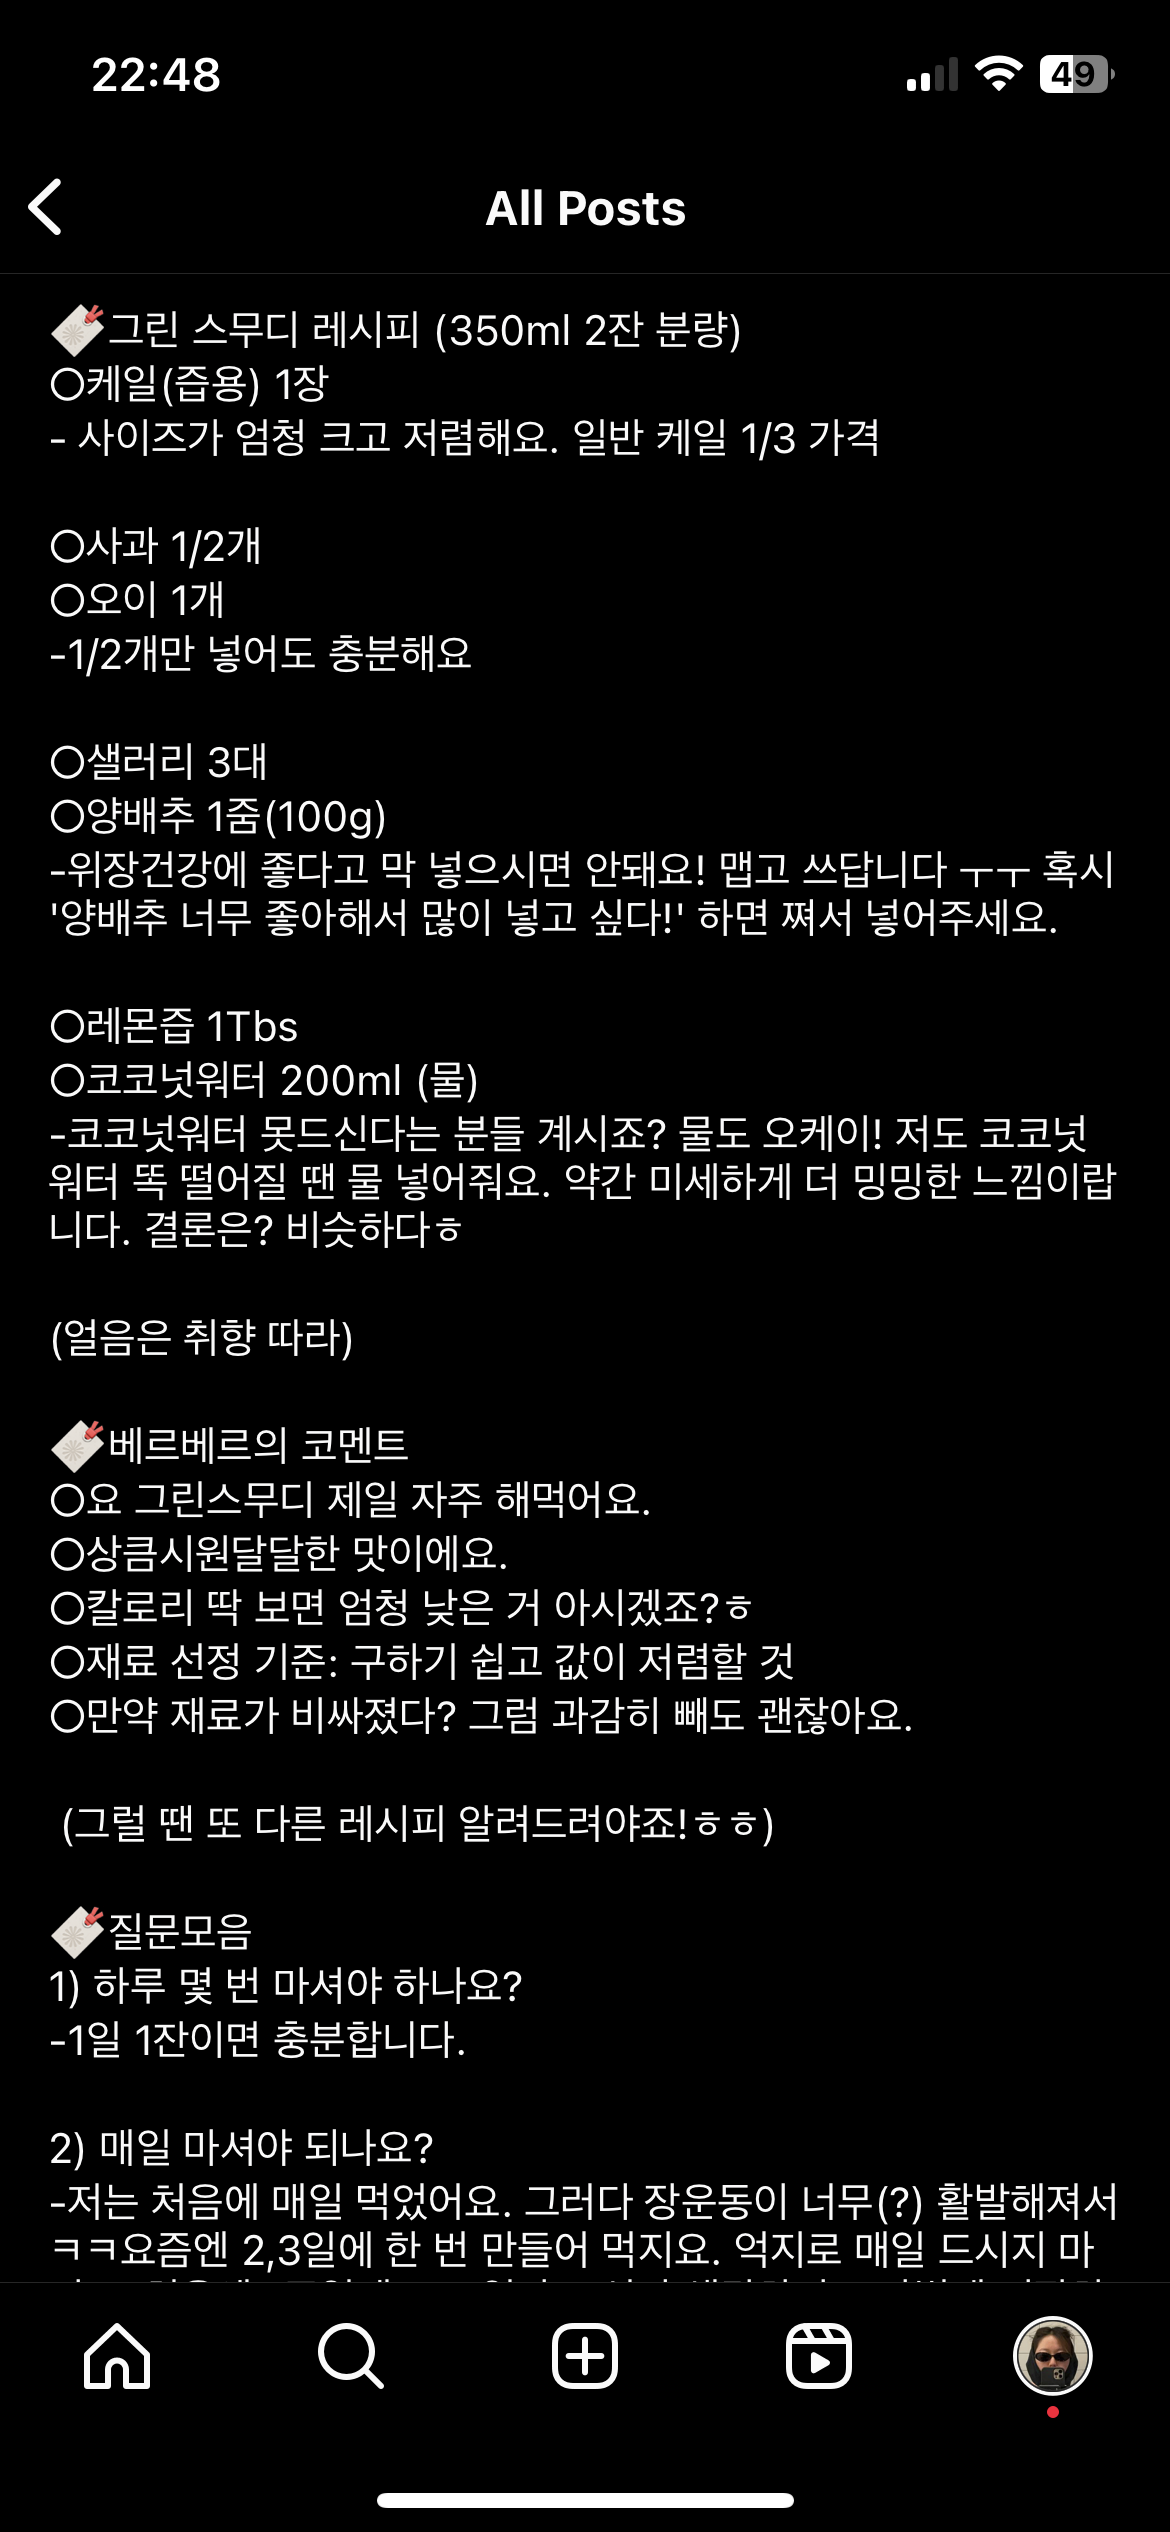 22:48
49
All Posts
그린 스무디 레시피 (350ml 2잔 분량)
○케일(즙용) 1장
- 사이즈가 엄청 크고 저렴해요. 일반 케일 1/3 가격
○사과 1/2개
○오이 1개
-1/2개만 넣어도 충분해요
○샐러리 3대
○양배추 1줌(100g)
-위장건강에 좋다고 막 넣으시면 안돼요! 맵고 쓰답니다 ㅜㅜ 혹시
'양배추 너무 좋아해서 많이 넣고 싶다!' 하면 쪄서 넣어주세요.
○레몬즙 1Tbs
○코코넛워터 200ml (물)
-코코넛워터 못드신다는 분들 계시죠? 물도 오케이! 저도 코코넛
워터 똑 떨어질 땐 물 넣어줘요. 약간 미세하게 더 밍밍한 느낌이랍
니다. 결론은? 비슷하다ㅎ
(얼음은 취향 따라)
베르베르의 코멘트
○요 그린스무디 제일 자주 해먹어요.
○상큼시원달달한 맛이에요.
○칼로리 딱 보면 엄청 낮은 거 아시겠죠?ㅎ
○재료 선정 기준: 구하기 쉽고 값이 저렴할 것
○만약 재료가 비싸졌다? 그럼 과감히 빼도 괜찮아요.
(그럴 땐 또 다른 레시피 알려드려야죠!ㅎㅎ)
질문모음
1) 하루 몇 번 마셔야 하나요?
-1일 1잔이면 충분합니다.
2) 매일 마셔야 되나요?
-저는 처음에 매일 먹었어요. 그러다 장운동이 너무(?) 활발해져서
ㅋㅋ요즘엔 2,3일에 한 번 만들어 먹지요. 억지로 매일 드시지 마